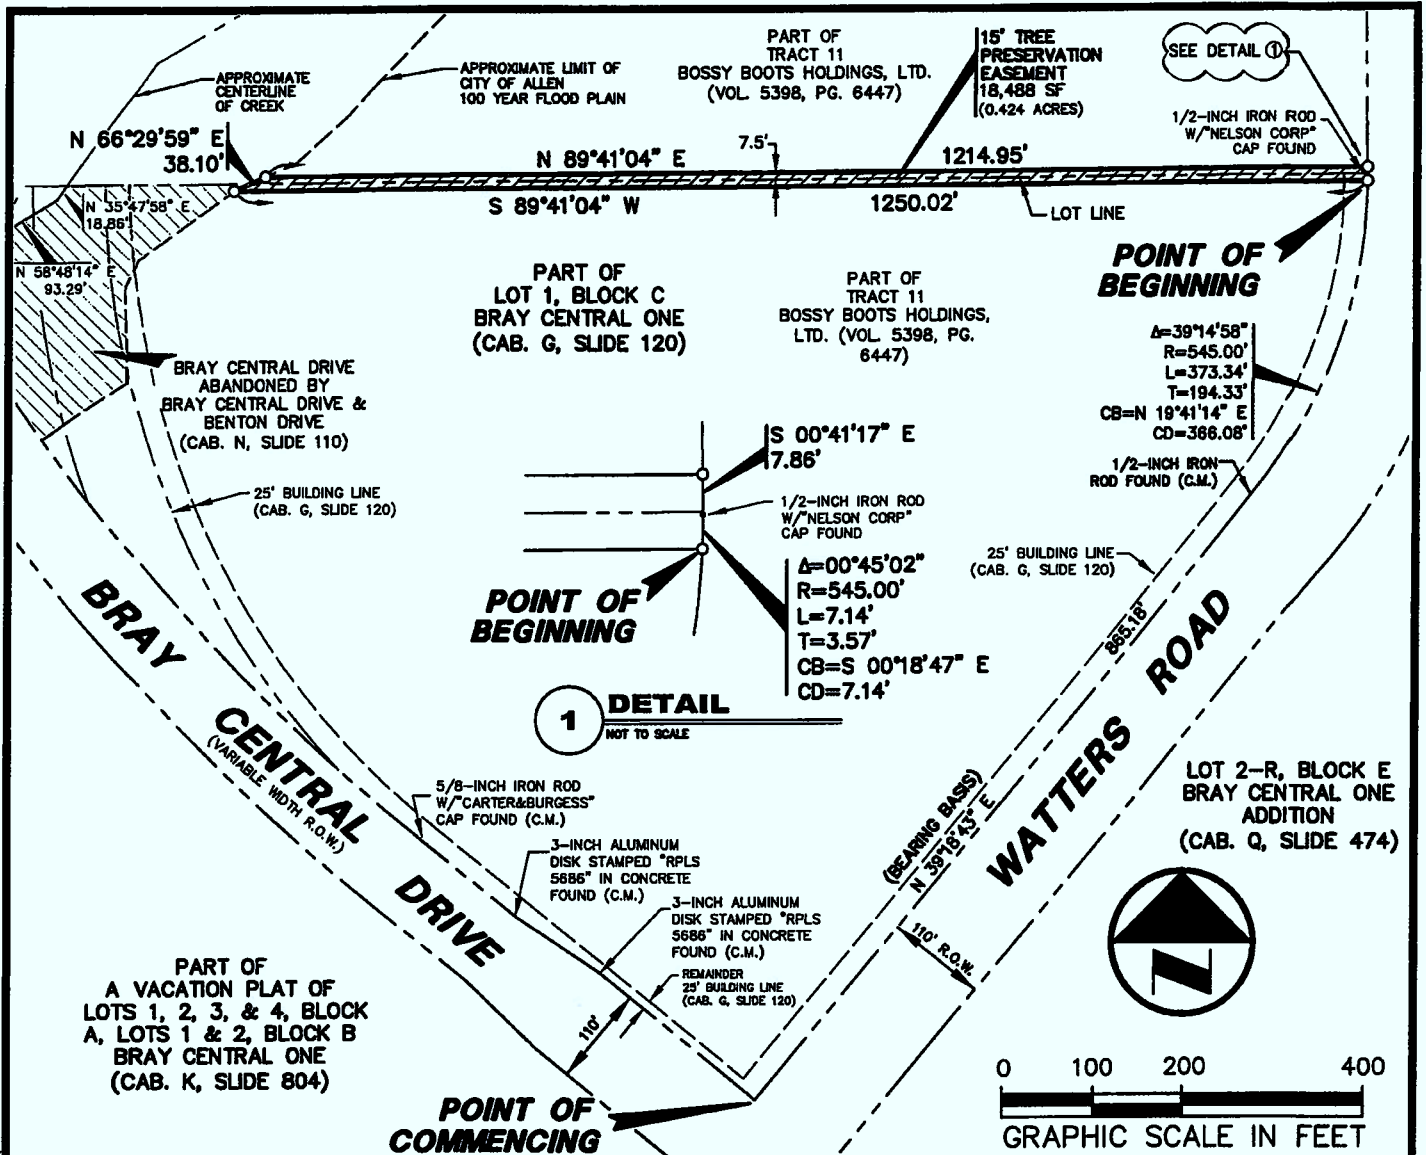 APPROXIMATE
CENTERLINE
OF CREEK
APPROXIMATE LIMIT OF
CITY OF ALLEN
100 YEAR FLOOD PLAIN
PART OF
TRACT 11
BOSSY BOOTS HOLDINGS, LTD.
(VOL. 5398, PG. 6447)
15' TREE
PRESERVATION
EASEMENT
18,488 SF
(0.424 ACRES)
SEE DETAIL 1
1/2-INCH IRON ROD
W/"NELSON CORP"
CAP FOUND
N 66°29'59" E
38.10'
N 89°41'04" E
7.5'
1214.95'
S 89°41'04" W
1250.02'
LOT LINE
N 35°47'58" E
18.86'
N 58°48'14" E
93.29'
POINT OF
BEGINNING
PART OF
LOT 1, BLOCK C
BRAY CENTRAL ONE
(CAB. G, SLIDE 120)
PART OF
TRACT 11
BOSSY BOOTS HOLDINGS,
LTD. (VOL. 5398, PG.
6447)
Δ=39°14'58"
R=545.00'
L=373.34'
T=194.33'
CB=N 19°41'14" E
CD=366.08'
BRAY CENTRAL DRIVE
ABANDONED BY
BRAY CENTRAL DRIVE &
BENTON DRIVE
(CAB. N, SLIDE 110)
1/2-INCH IRON
ROD FOUND (C.M.)
25' BUILDING LINE
(CAB. G, SLIDE 120)
S 00°41'17" E
7.86'
1/2-INCH IRON ROD
W/"NELSON CORP"
CAP FOUND
Δ=00°45'02"
R=545.00'
L=7.14'
T=3.57'
CB=S 00°18'47" E
CD=7.14'
POINT OF
BEGINNING
1 DETAIL
NOT TO SCALE
25' BUILDING LINE
(CAB. G, SLIDE 120)
865.18'
(BEARING BASIS)
N 39°18'43" E
WATTERS ROAD
110' R.O.W.
BRAY CENTRAL DRIVE
(VARIABLE WIDTH R.O.W.)
5/8-INCH IRON ROD
W/"CARTER&BURGESS"
CAP FOUND (C.M.)
3-INCH ALUMINUM
DISK STAMPED "RPLS
5686" IN CONCRETE
FOUND (C.M.)
3-INCH ALUMINUM
DISK STAMPED "RPLS
5686" IN CONCRETE
FOUND (C.M.)
REMAINDER
25' BUILDING LINE
(CAB. G, SLIDE 120)
110'
LOT 2-R, BLOCK E
BRAY CENTRAL ONE
ADDITION
(CAB. Q, SLIDE 474)
PART OF
A VACATION PLAT OF
LOTS 1, 2, 3, & 4, BLOCK
A, LOTS 1 & 2, BLOCK B
BRAY CENTRAL ONE
(CAB. K, SLIDE 804)
POINT OF
COMMENCING
0 100 200 400
GRAPHIC SCALE IN FEET